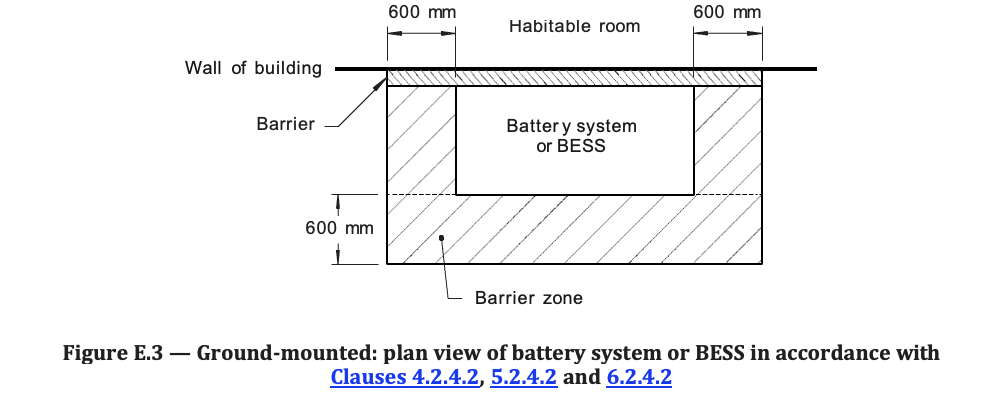 600 mm
Habitable room
600 mm
Wall of building
Barrier
Battery system
or BESS
600 mm
Barrier zone
Figure E.3 — Ground-mounted: plan view of battery system or BESS in accordance with
Clauses 4.2.4.2, 5.2.4.2 and 6.2.4.2